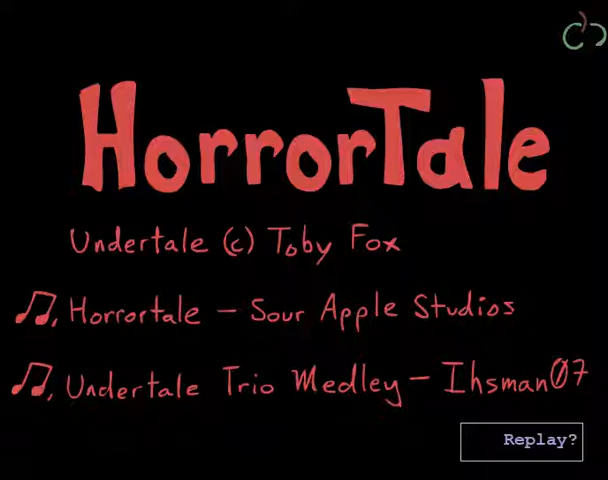 HorrorTale
Undertale (c) Toby Fox
♫, Horrortale - Sour Apple Studios
♫, Undertale Trio Medley - Ihsman07
Replay?